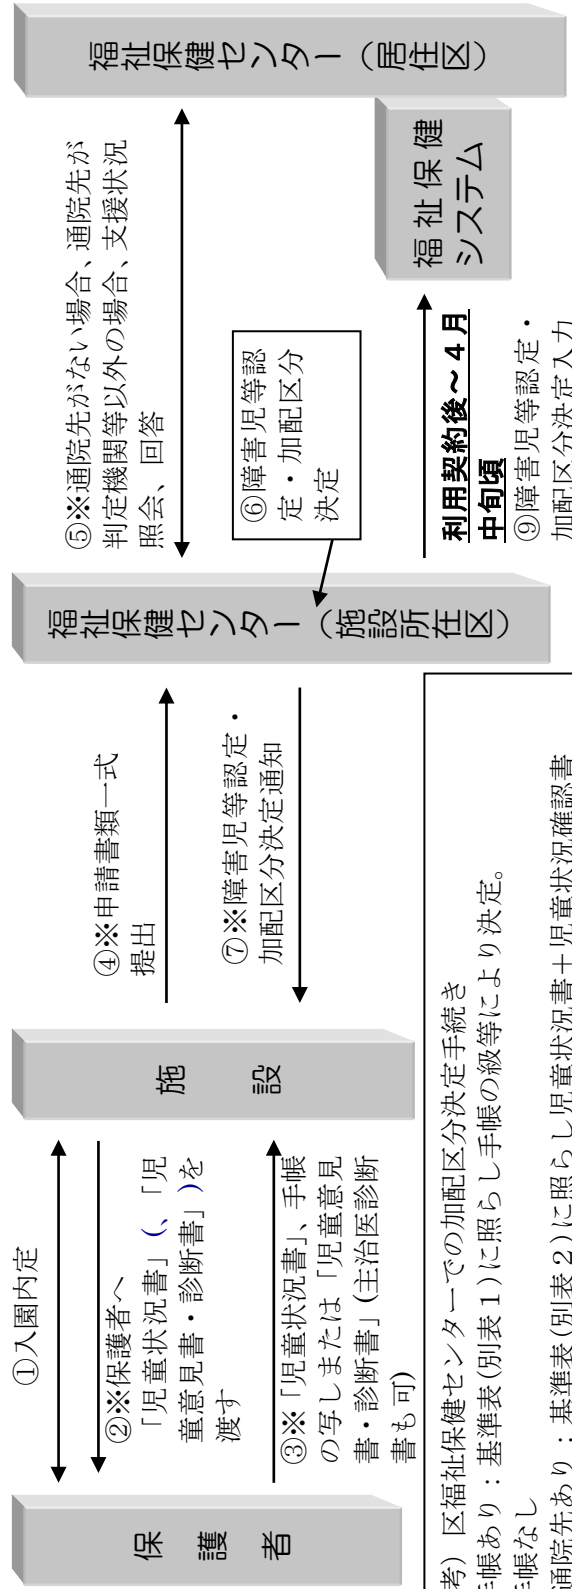 保護者
①入園内定
②※保護者へ
「児童状況書」(、「児
童意見書・診断書」)を
渡す
③※「児童状況書」、手帳
の写しまたは「児童意見
書・診断書」(主治医診断
書も可)
施設
④※申請書類一式
提出
⑦※障害児等認定・
加配区分決定通知
福祉保健センター（施設所在区）
⑤※通院先がない場合、通院先が
判定機関等以外の場合、支援状況
照会、回答
⑥障害児等認
定・加配区分
決定
利用契約後～４月
中旬頃
⑨障害児等認定・
加配区分決定入力
福祉保健センター（居住区）
福祉保健
システム
考）区福祉保健センターでの加配区分決定手続き
手帳あり：基準表(別表１)に照らし手帳の級等により決定。
手帳なし
通院先あり：基準表(別表２)に照らし児童状況書＋児童状況確認書